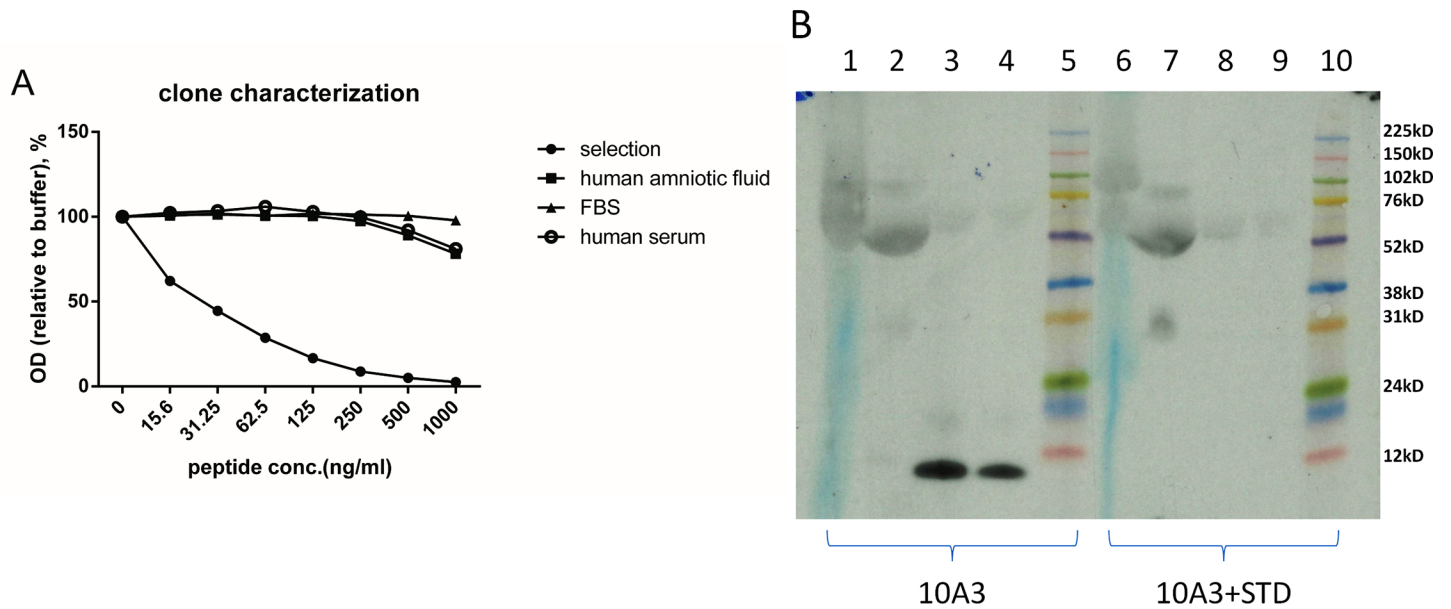 A
clone characterization
OD (relative to buffer), %
150
100
50
0
0 15.6 31.25 62.5 125 250 500 1000
peptide conc.(ng/ml)
selection
human amniotic fluid
FBS
human serum
B
1 2 3 4 5 6 7 8 9 10
225kD
150kD
102kD
76kD
52kD
38kD
31kD
24kD
12kD
10A3 10A3+STD